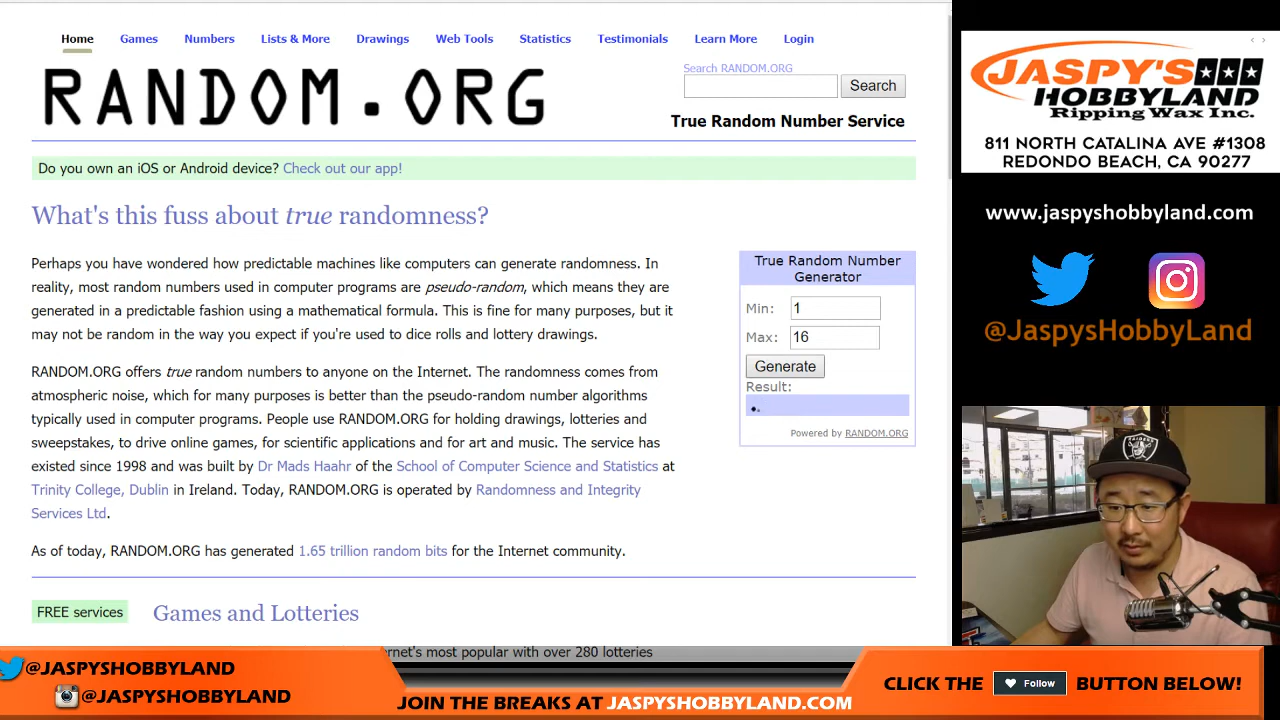 Home Games Numbers Lists & More Drawings Web Tools Statistics Testimonials Learn More Login
RANDOM.ORG
Search RANDOM.ORG
Search
True Random Number Service
Do you own an iOS or Android device? Check out our app!
What's this fuss about true randomness?
Perhaps you have wondered how predictable machines like computers can generate randomness. In
reality, most random numbers used in computer programs are pseudo-random, which means they are
generated in a predictable fashion using a mathematical formula. This is fine for many purposes, but it
may not be random in the way you expect if you're used to dice rolls and lottery drawings.
RANDOM.ORG offers true random numbers to anyone on the Internet. The randomness comes from
atmospheric noise, which for many purposes is better than the pseudo-random number algorithms
typically used in computer programs. People use RANDOM.ORG for holding drawings, lotteries and
sweepstakes, to drive online games, for scientific applications and for art and music. The service has
existed since 1998 and was built by Dr Mads Haahr of the School of Computer Science and Statistics at
Trinity College, Dublin in Ireland. Today, RANDOM.ORG is operated by Randomness and Integrity
Services Ltd.
As of today, RANDOM.ORG has generated 1.65 trillion random bits for the Internet community.
True Random Number
Generator
Min: 1
Max: 16
Generate
Result:
Powered by RANDOM.ORG
FREE services
Games and Lotteries
ernet's most popular with over 280 lotteries
JASPY'S
HOBBYLAND
Ripping Wax Inc.
811 NORTH CATALINA AVE #1308
REDONDO BEACH, CA 90277
www.jaspyshobbyland.com
@JaspysHobbyLand
RAIDERS
@JASPYSHOBBYLAND
@JASPYSHOBBYLAND
JOIN THE BREAKS AT JASPYSHOBBYLAND.COM
CLICK THE Follow BUTTON BELOW!